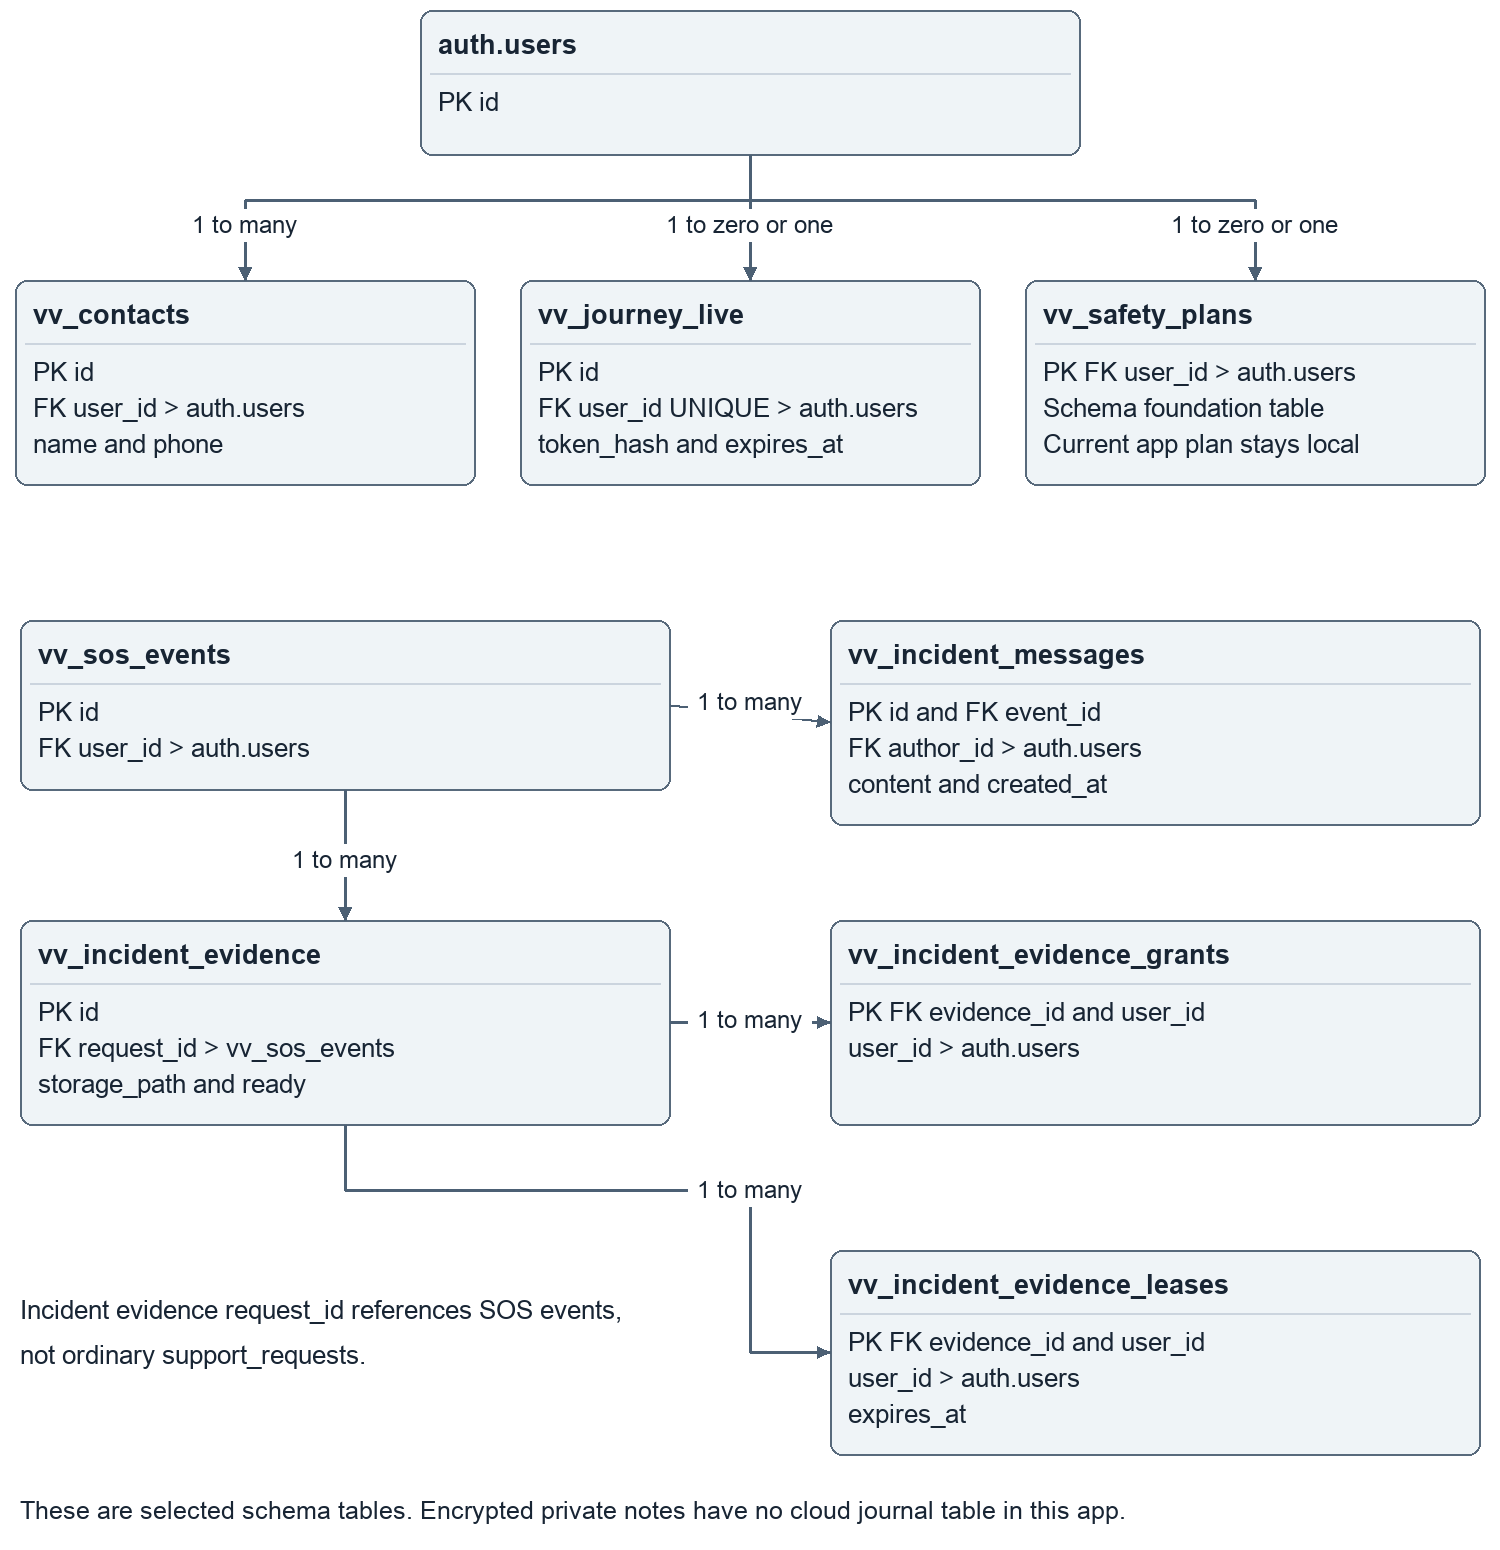 auth.users
PK id
1 to many
1 to zero or one
1 to zero or one
vv_contacts
PK id
FK user_id > auth.users
name and phone
vv_journey_live
PK id
FK user_id UNIQUE > auth.users
token_hash and expires_at
vv_safety_plans
PK FK user_id > auth.users
Schema foundation table
Current app plan stays local
vv_sos_events
PK id
FK user_id > auth.users
1 to many
vv_incident_messages
PK id and FK event_id
FK author_id > auth.users
content and created_at
1 to many
vv_incident_evidence
PK id
FK request_id > vv_sos_events
storage_path and ready
1 to many
vv_incident_evidence_grants
PK FK evidence_id and user_id
user_id > auth.users
1 to many
vv_incident_evidence_leases
PK FK evidence_id and user_id
user_id > auth.users
expires_at
Incident evidence request_id references SOS events,
not ordinary support_requests.
These are selected schema tables. Encrypted private notes have no cloud journal table in this app.